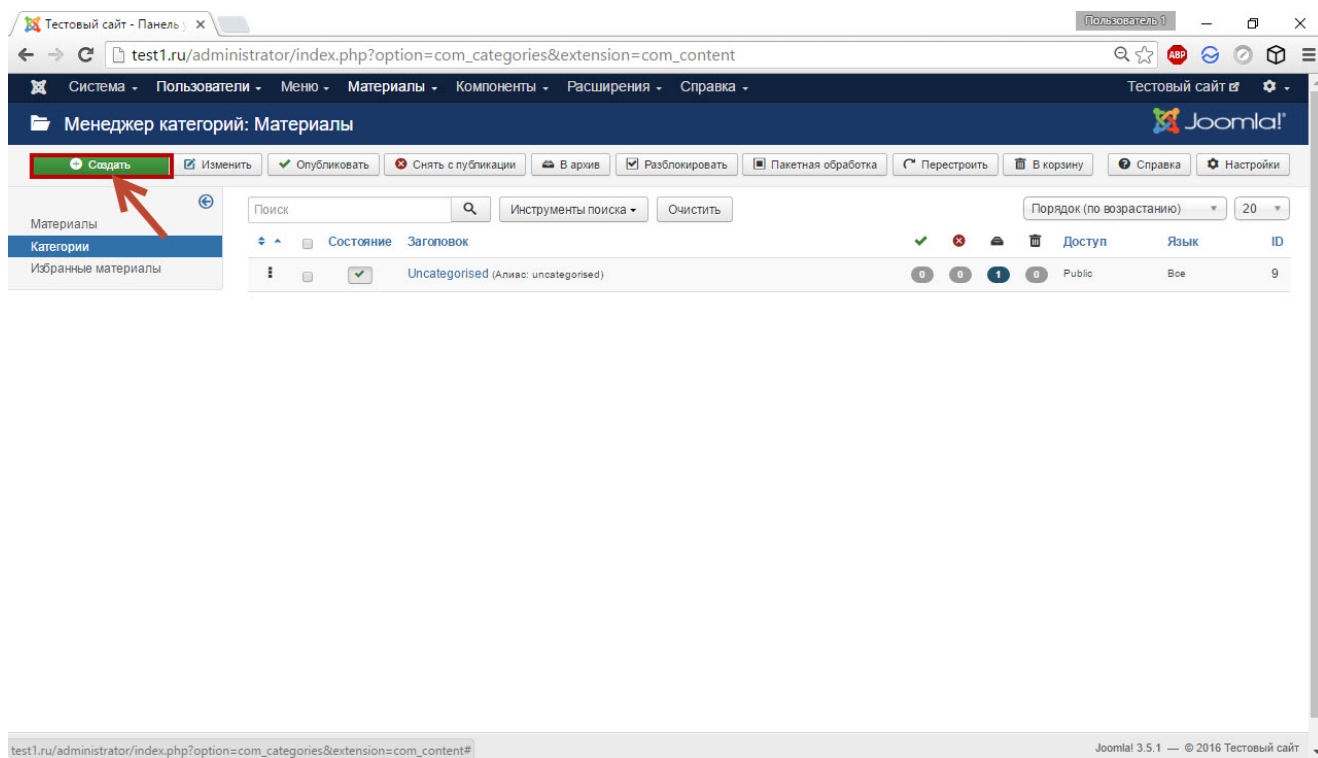 Тестовый сайт - Панель у
Пользователь 1
test1.ru/administrator/index.php?option=com_categories&extension=com_content
ABP
Система Пользователи Меню Материалы Компоненты Расширения Справка Тестовый сайт
Менеджер категорий: Материалы Joomla!
Создать Изменить Опубликовать Снять с публикации В архив Разблокировать Пакетная обработка Перестроить В корзину Справка Настройки
Поиск Инструменты поиска Очистить Порядок (по возрастанию) 20
Материалы
Категории
Избранные материалы
Состояние Заголовок Доступ Язык ID
Uncategorised (Алиас: uncategorised) 0 0 1 0 Public Все 9
test1.ru/administrator/index.php?option=com_categories&extension=com_content#
Joomla! 3.5.1 — © 2016 Тестовый сайт